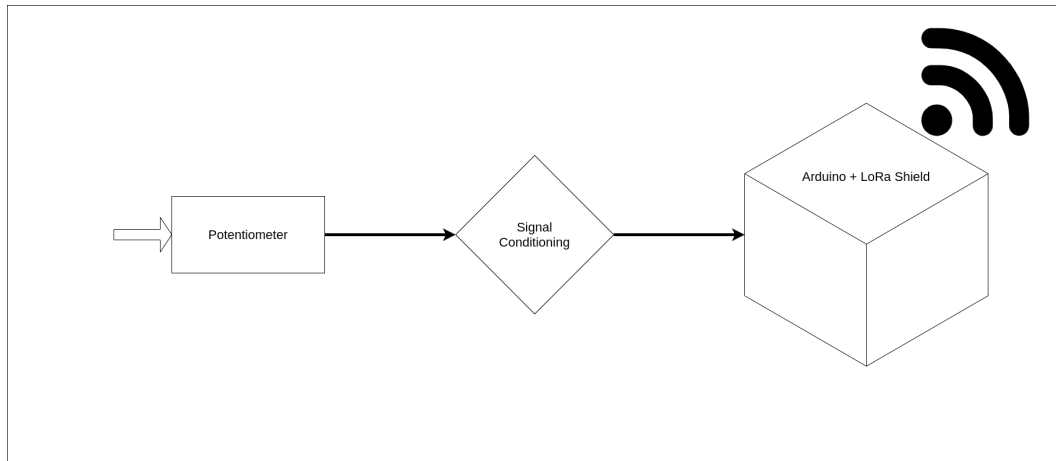 Potentiometer
Signal
Conditioning
Arduino + LoRa Shield